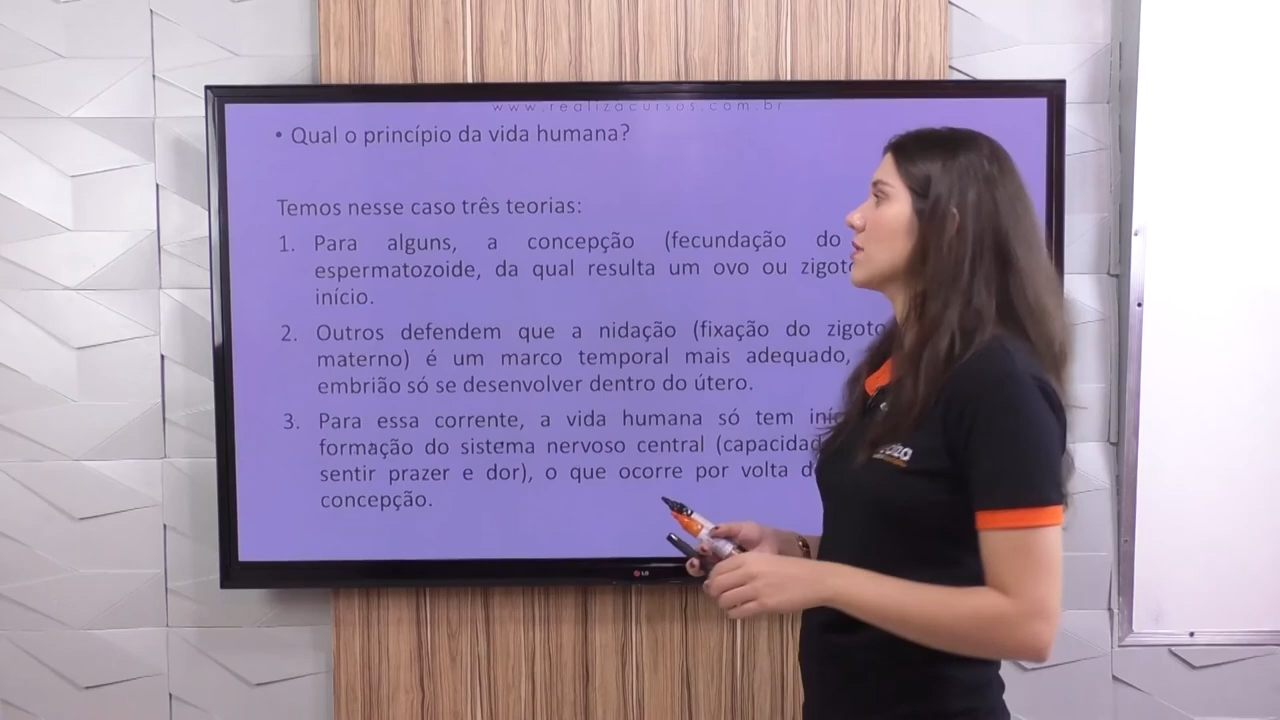 www.realizacursos.com.br
• Qual o princípio da vida humana?
Temos nesse caso três teorias:
1. Para alguns, a concepção (fecundação do
espermatozoide, da qual resulta um ovo ou
início.
2. Outros defendem que a nidação (fixação do zigoto
materno) é um marco temporal mais adequado,
embrião só se desenvolver dentro do útero.
3. Para essa corrente, a vida humana só tem
formação do sistema nervoso central
sentir prazer e dor), o que ocorre por volta
concepção.
LG